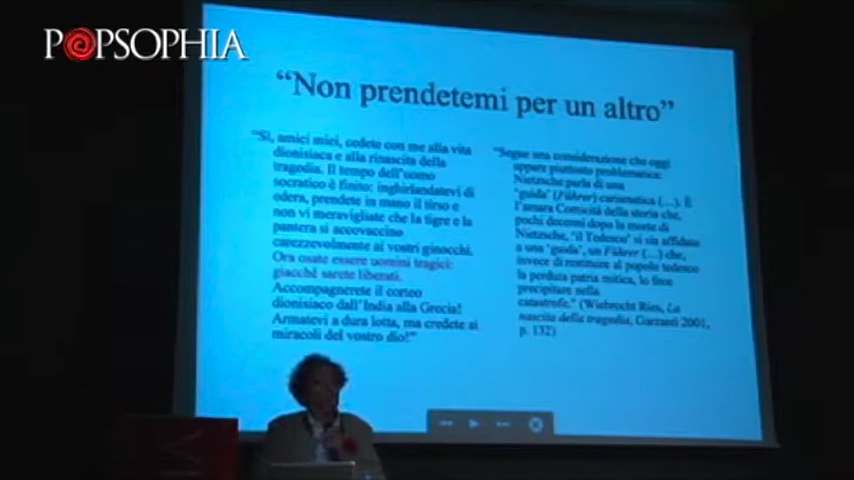 POPSOPHIA
“Non prendetemi per un altro”
“Sì, amici miei, cedete con me alla vita
dionisiaca e alla rinascita della
tragedia. Il tempo dell’uomo
socratico è finito: inghirlandatevi di
edera, prendete in mano il tirso e
non vi meravigliate che la tigre e la
pantera si accovaccino
carezzevolmente ai vostri ginocchi.
Ora osate essere uomini tragici:
giacché sarete liberati.
Accompagnerete il corteo
dionisiaco dall’India alla Grecia!
Armatevi a dura lotta, ma credete ai
miracoli del vostro dio!”
“Segue una considerazione che oggi
appare piuttosto problematica:
Nietzsche parla di una
‘guida’ (Führer) carismatica (…). È
l’amara Comicità della storia che,
pochi decenni dopo la morte di
Nietzsche, “il Tedesco” si sia affidato
a una ‘guida’, un Führer (…) che,
invece di restituire al popolo tedesco
la perduta patria mitica, lo fece
precipitare nella
catastrofe.” (Wiebrecht Ries, La
nascita della tragedia, Garzanti 2001,
p. 132)